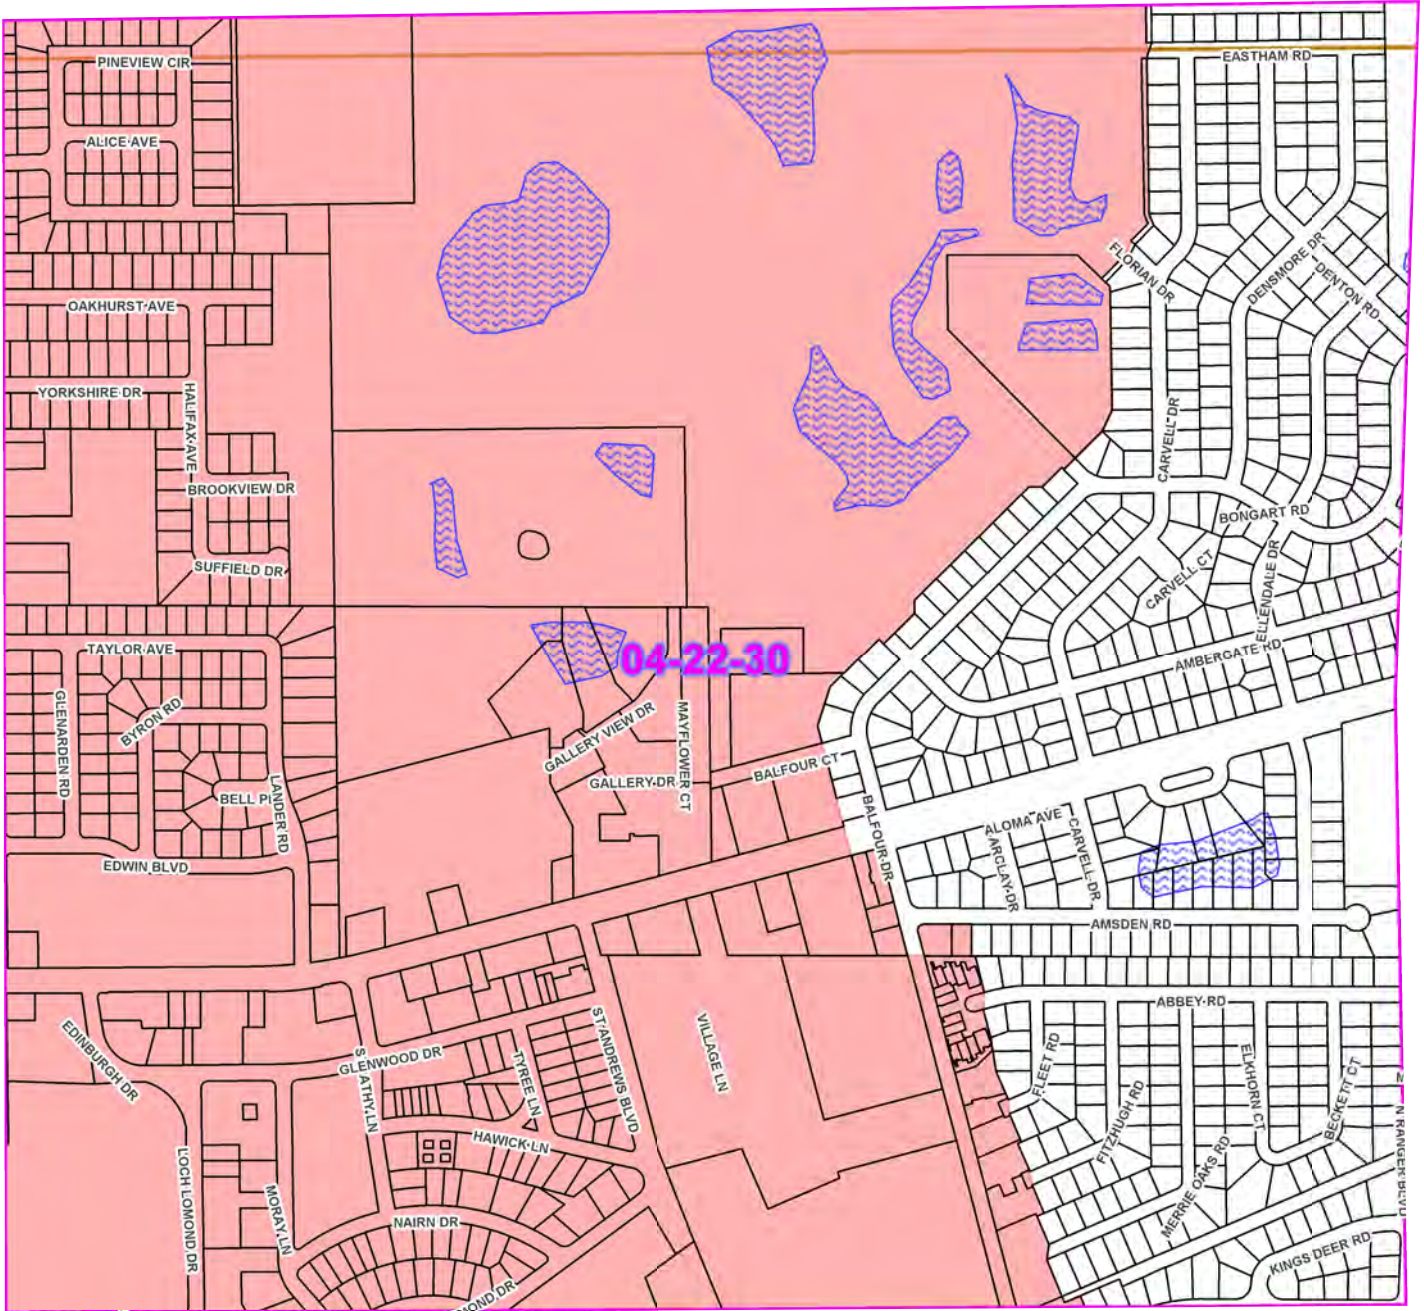 PINEVIEW CIR
EASTHAM RD
ALICE AVE
FLORIAN DR
DENSMORE DR
DENTON RD
OAKHURST AVE
YORKSHIRE DR
HALIFAX AVE
CARVELL DR
BROOKVIEW DR
BONGART RD
SUFFIELD DR
CARVELL CT
ELLENDALE DR
TAYLOR AVE
04-22-30
AMBERGATE RD
GLENARDEN RD
BYRON RD
GALLERY VIEW DR
MAYFLOWER CT
BALFOUR CT
GALLERY DR
BELL Pl
LANDER RD
BALFOUR DR
ALOMA AVE
ARCLAY DR
CARVELL DR
EDWIN BLVD
AMSDEN RD
ABBEY RD
EDINBURGH DR
GLENWOOD DR
S
ATHY LN
TYREE LN
ST ANDREWS BLVD
VILLAGE LN
FLEET RD
FITZHUGH RD
ELKHORN CT
BECKETT CT
N RANGER BLVD
HAWICK LN
LOCH LOMOND DR
MORAY LN
NAIRN DR
MERRIE OAKS RD
KINGS DEER RD
MOND DR